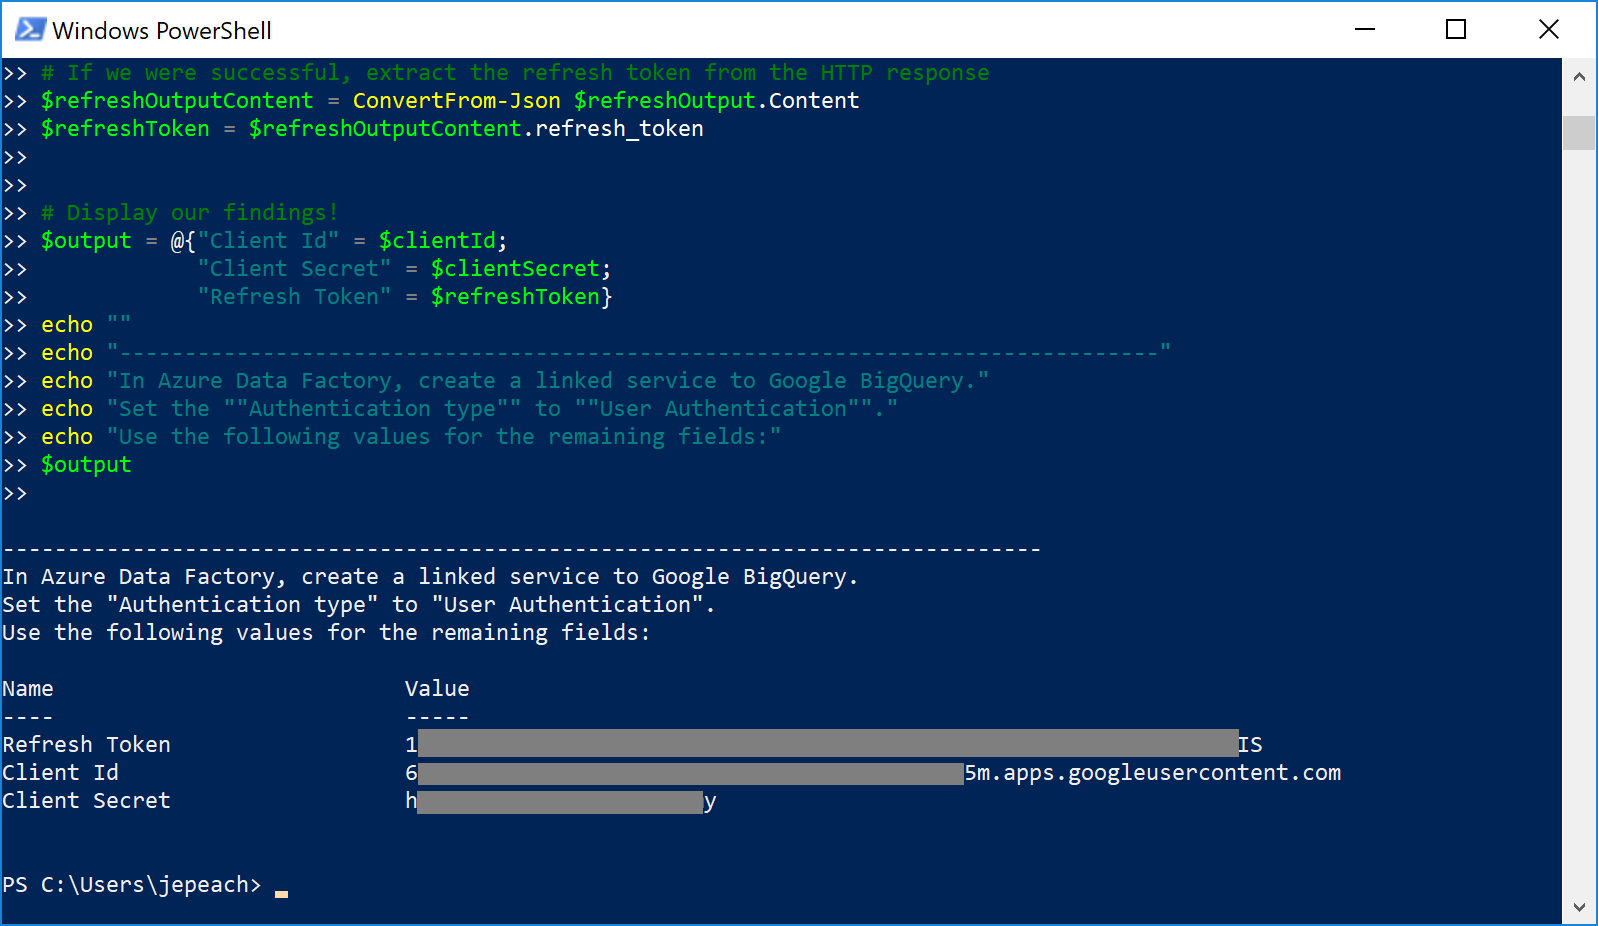 Windows PowerShell
>> # If we were successful, extract the refresh token from the HTTP response
>> $refreshOutputContent = ConvertFrom-Json $refreshOutput.Content
>> $refreshToken = $refreshOutputContent.refresh_token
>>
>>
>> # Display our findings!
>> $output = @{"Client Id" = $clientId;
>>             "Client Secret" = $clientSecret;
>>             "Refresh Token" = $refreshToken}
>> echo ""
>> echo "--------------------------------------------------------------------------------"
>> echo "In Azure Data Factory, create a linked service to Google BigQuery."
>> echo "Set the ""Authentication type"" to ""User Authentication""."
>> echo "Use the following values for the remaining fields:"
>> $output
>>
--------------------------------------------------------------------------------
In Azure Data Factory, create a linked service to Google BigQuery.
Set the "Authentication type" to "User Authentication".
Use the following values for the remaining fields:
Name                           Value
----                           -----
Refresh Token                  1 IS
Client Id                      6 5m.apps.googleusercontent.com
Client Secret                  h y
PS C:\Users\jepeach> _